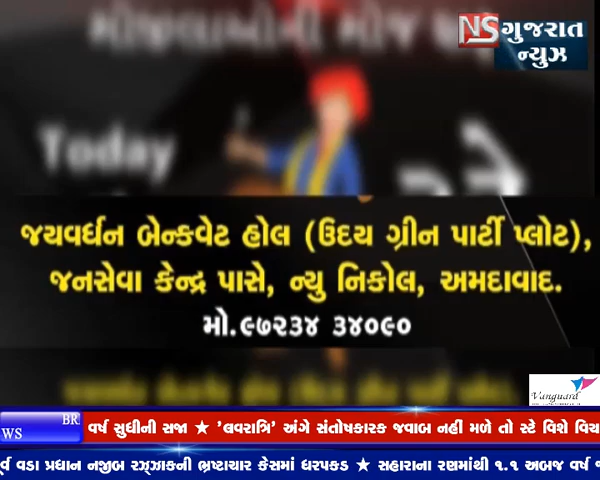 NS ગુજરાત
ન્યુઝ
Today
જયવર્ધન બેન્કવેટ હોલ (ઉદય ગ્રીન પાર્ટી પ્લોટ),
જનસેવા કેન્દ્ર પાસે, ન્યુ નિકોલ, અમદાવાદ.
મો.૯૭૨૩૪ ૩૪૦૯૦
Vanguard
BR
WS
વર્ષ સુધીની સજા ★ 'લવરાત્રિ' અંગે સંતોષકારક જવાબ નહીં મળે તો સ્ટે વિશે વિચ
ૂર્વ વડા પ્રધાન નજીબ રઝ્ઝાકની ભ્રષ્ટાચાર કેસમાં ધરપકડ ★ સહારાના રણમાંથી ૧.૧ અબજ વર્ષ જ